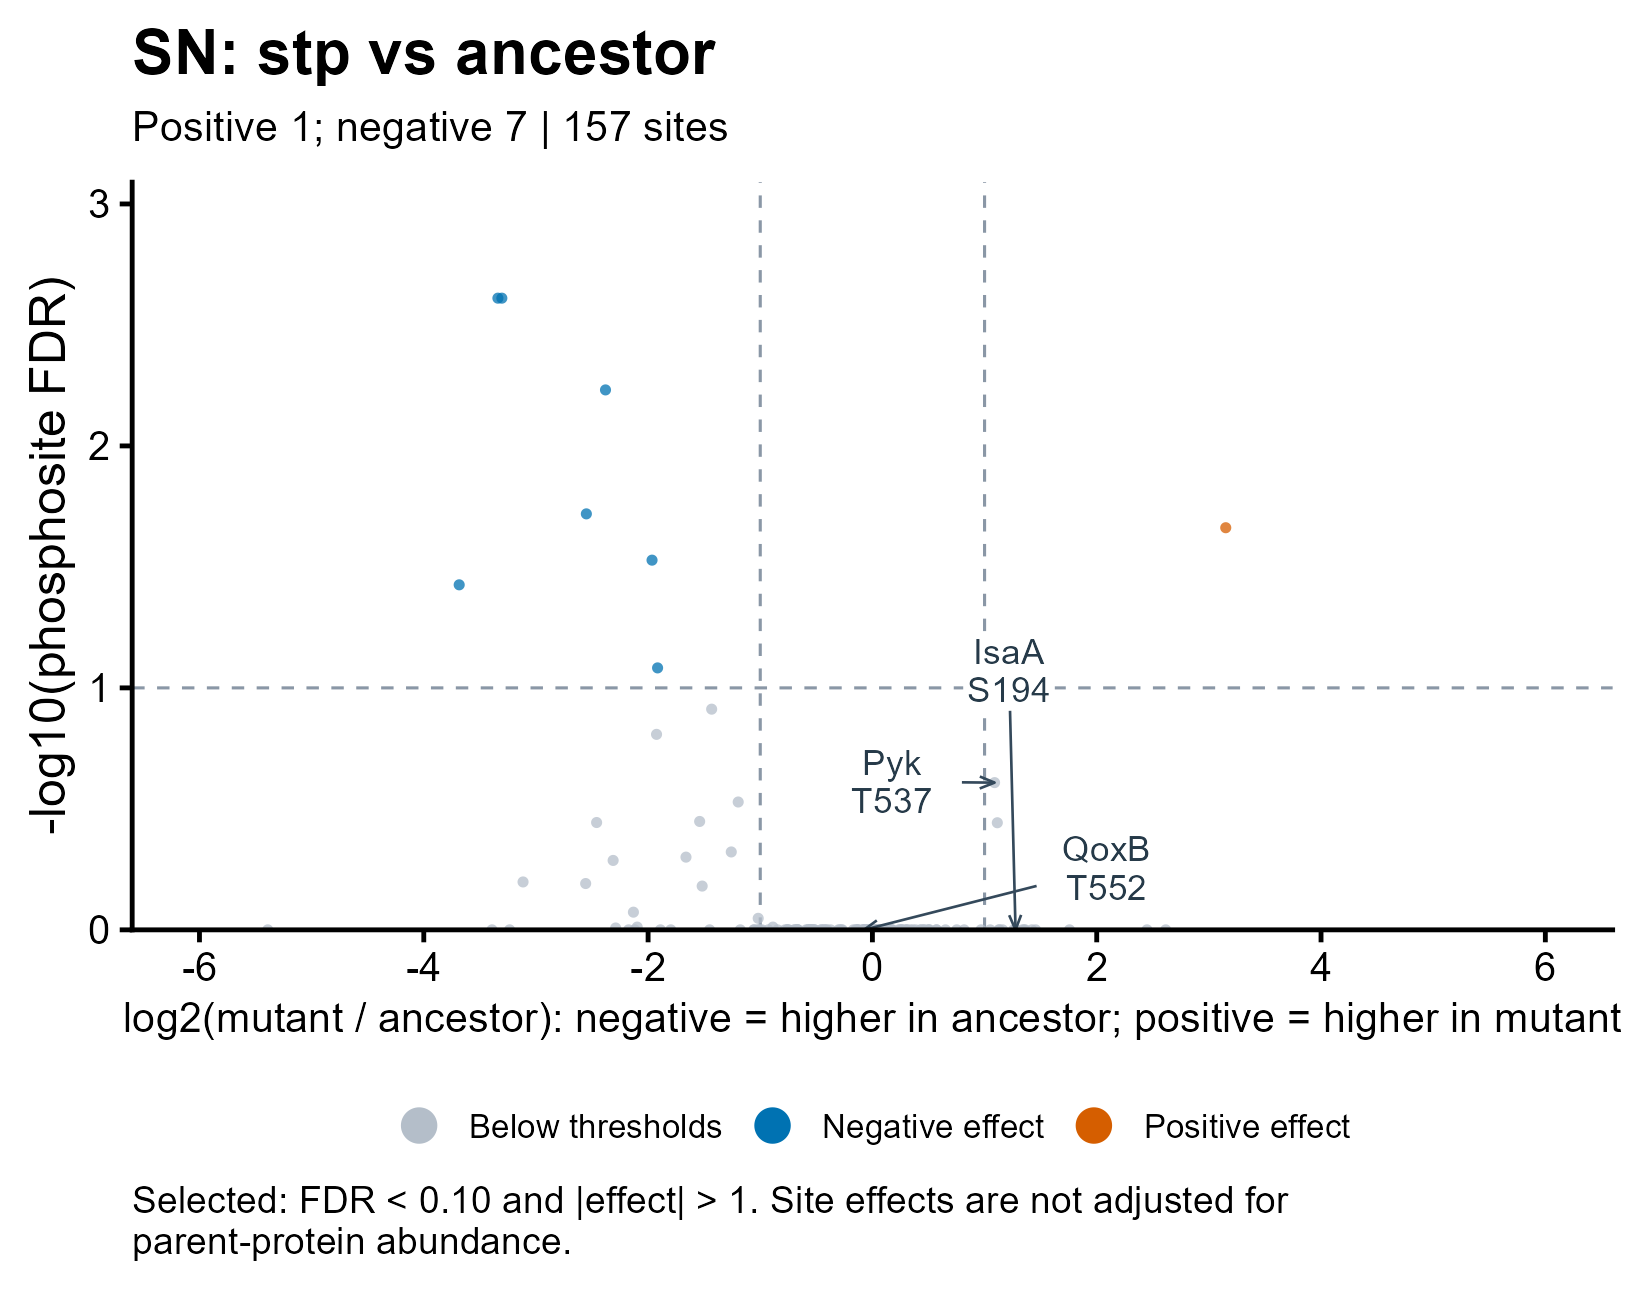 SN: stp vs ancestor
Positive 1; negative 7 | 157 sites
-log10(phosphosite FDR)
3
2
1
0
IsaA
S194
Pyk
T537
QoxB
T552
-6
-4
-2
0
2
4
6
log2(mutant / ancestor): negative = higher in ancestor; positive = higher in mutant
Below thresholds
Negative effect
Positive effect
Selected: FDR < 0.10 and |effect| > 1. Site effects are not adjusted for
parent-protein abundance.